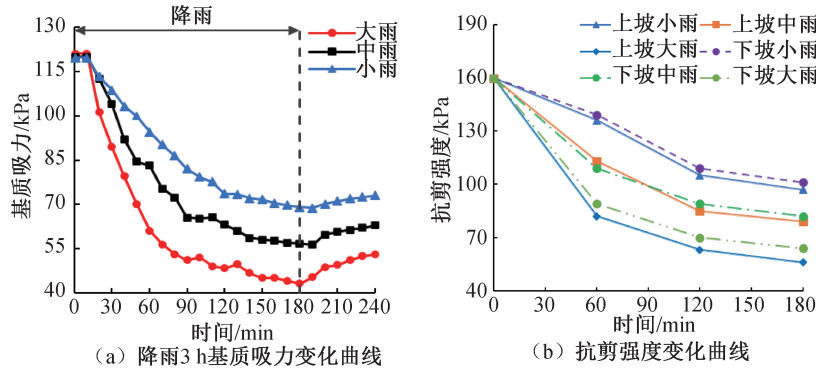 降雨
大雨
中雨
小雨
130
115
100
85
70
55
40
基质吸力/kPa
0 30 60 90 120 150 180 210 240
时间/min
（a）降雨3 h基质吸力变化曲线
上坡小雨 上坡中雨
上坡大雨 下坡小雨
下坡中雨 下坡大雨
190
160
130
100
70
40
抗剪强度/kPa
0 30 60 90 120 150 180
时间/min
（b）抗剪强度变化曲线